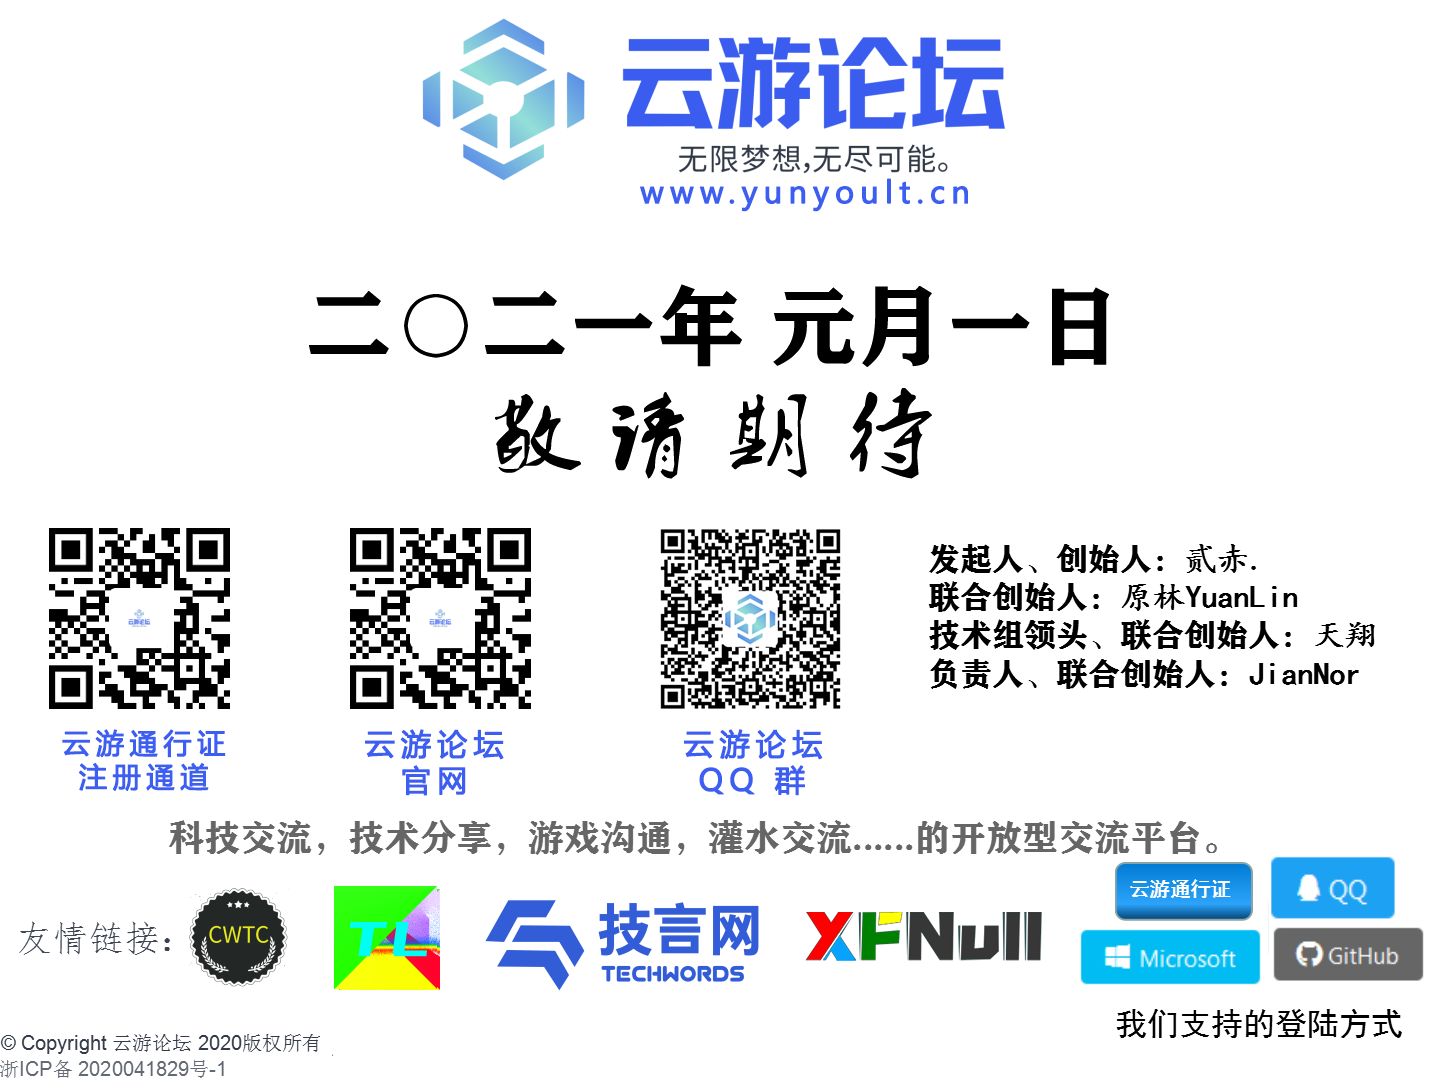 云游论坛
无限梦想,无尽可能。
www.yunyoult.cn
二〇二一年 元月一日
敬请期待
云游论坛
云游论坛
发起人、创始人：贰赤.
联合创始人：原林YuanLin
技术组领头、联合创始人：天翔
负责人、联合创始人：JianNor
云游通行证
注册通道
云游论坛
官网
云游论坛
QQ 群
科技交流，技术分享，游戏沟通，灌水交流......的开放型交流平台。
友情链接：
CWTC
TL
技言网
TECHWORDS
XFNull
云游通行证
QQ
Microsoft
GitHub
我们支持的登陆方式
© Copyright 云游论坛 2020版权所有
浙ICP备 2020041829号-1